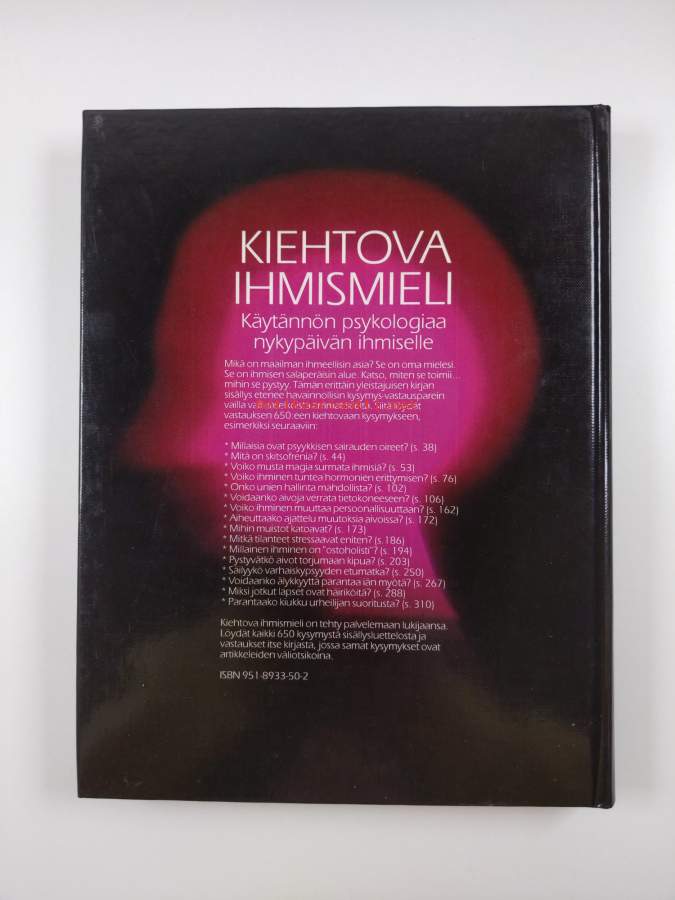 KIEHTOVA
IHMISMIELI
Käytännön psykologiaa
nykypäivän ihmiselle
Mikä on maailman ihmeellisin asia? Se on oma mielesi.
Se on ihmisen salaperäisin alue. Katso, miten se toimii...
mihin se pystyy. Tämän erittäin yleistajuisen kirjan
sisällys etenee havainnollisin kysymys-vastausparein
vailla
vastauksen 650:een kiehtovaan kysymykseen,
esimerkiksi seuraaviin:
* Millaisia ovat psyykkisen sairauden oireet? (s. 38)
* Mitä on skitsofrenia? (s. 44)
* Voiko musta magia surmata ihmisiä? (s. 53)
* Voiko ihminen tuntea hormonien erittymisen? (s. 76)
* Onko unien hallinta mahdollista? (s. 102)
* Voidaanko aivoja verrata tietokoneeseen? (s. 106)
* Voiko ihminen muuttaa persoonallisuuttaan? (s. 162)
* Aiheuttaako ajattelu muutoksia aivoissa? (s. 172)
* Mihin muistot katoavat? (s. 173)
* Mitkä tilanteet stressaavat eniten? (s.186)
* Millainen ihminen on "ostoholisti"? (s. 194)
* Pystyvätkö aivot torjumaan kipua? (s. 203)
* Säilyykö varhaiskypsyyden etumatka? (s. 250)
* Voidaanko älykkyyttä parantaa iän myötä? (s. 267)
* Miksi jotkut lapset ovat häiriköitä? (s. 288)
* Parantaako kiukku urheilijan suoritusta? (s. 310)
Kiehtova ihmismieli on tehty palvelemaan lukijaansa.
Löydät kaikki 650 kysymystä sisällysluettelosta ja
vastaukset itse kirjasta, jossa samat kysymykset ovat
artikkeleiden väliotsikoina.
ISBN 951-8933-50-2